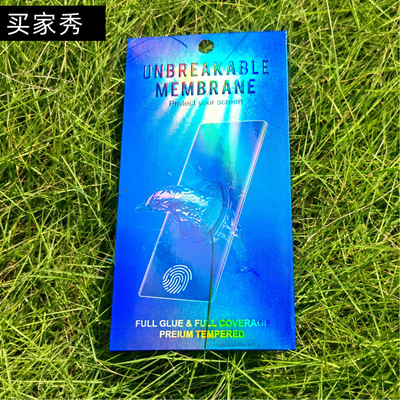 买家秀
UNBREAKABLE
MEMBRANE
Protect your screen
FULL GLUE & FULL COVERAGE
PREIUM TEMPERED